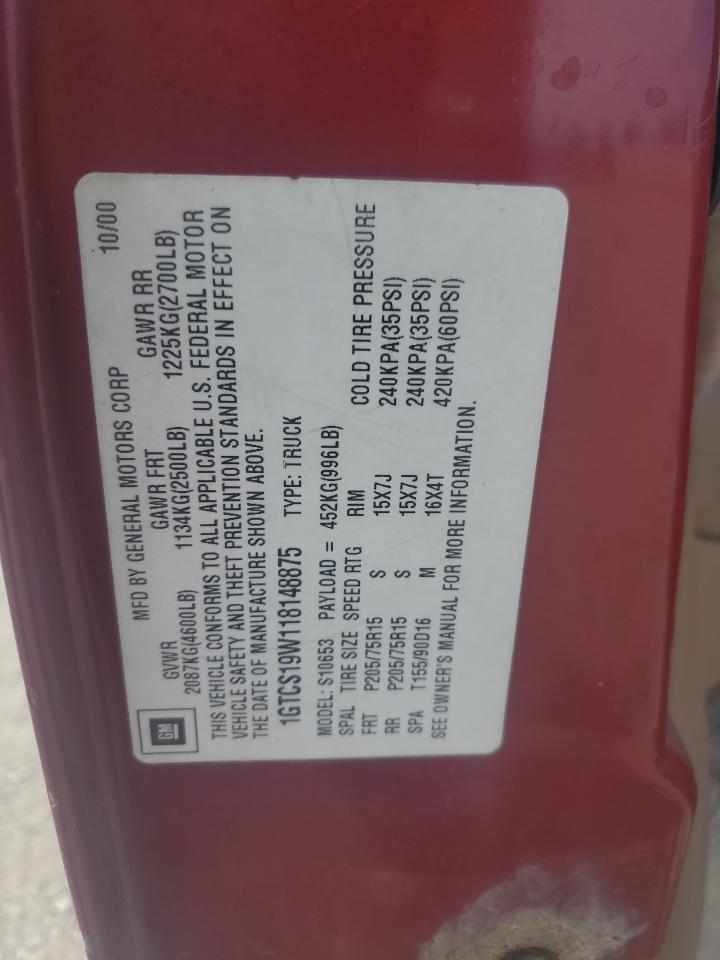 GM
MFD BY GENERAL MOTORS CORP 10/00
GVWR GAWR FRT GAWR RR
2087KG(4600LB) 1134KG(2500LB) 1225KG(2700LB)
THIS VEHICLE CONFORMS TO ALL APPLICABLE U.S. FEDERAL MOTOR
VEHICLE SAFETY AND THEFT PREVENTION STANDARDS IN EFFECT ON
THE DATE OF MANUFACTURE SHOWN ABOVE.
1GTCS19W118148875 TYPE: TRUCK
MODEL: S10653 PAYLOAD = 452KG(996LB)
SPAL TIRE SIZE SPEED RTG RIM COLD TIRE PRESSURE
FRT P205/75R15 S 15X7J 240KPA(35PSI)
RR P205/75R15 S 15X7J 240KPA(35PSI)
SPA T155/90D16 M 16X4T 420KPA(60PSI)
SEE OWNER'S MANUAL FOR MORE INFORMATION.